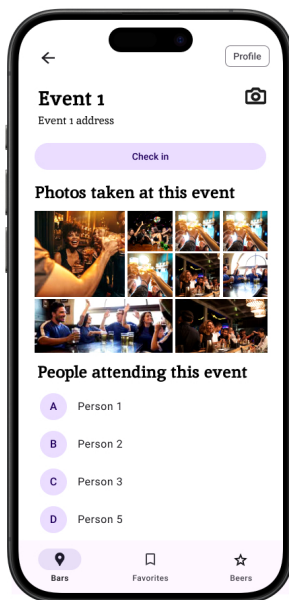 Profile
Event 1
Event 1 address
Check in
Photos taken at this event
People attending this event
A Person 1
B Person 2
C Person 3
D Person 5
Bars Favorites Beers